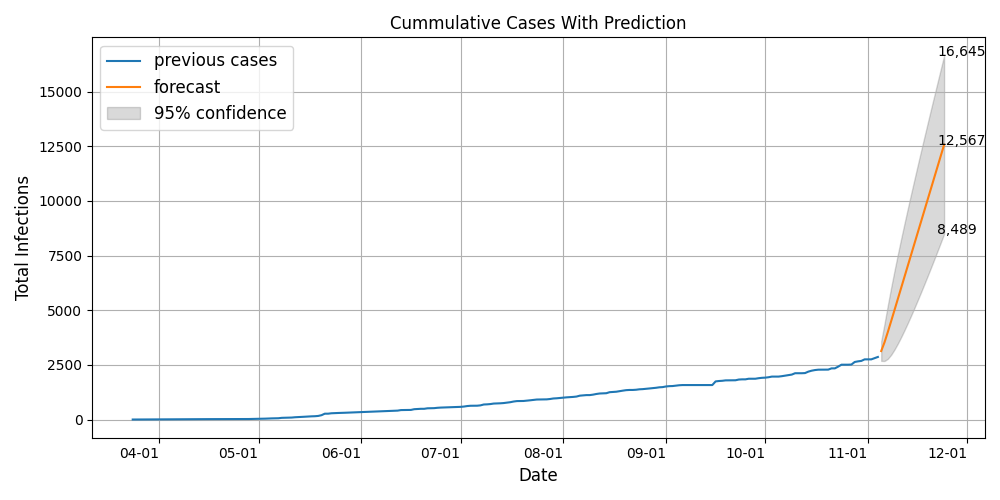 Cummulative Cases With Prediction
previous cases
forecast
95% confidence
16,645
12,567
8,489
15000
12500
10000
7500
5000
2500
0
Total Infections
04-01 05-01 06-01 07-01 08-01 09-01 10-01 11-01 12-01
Date